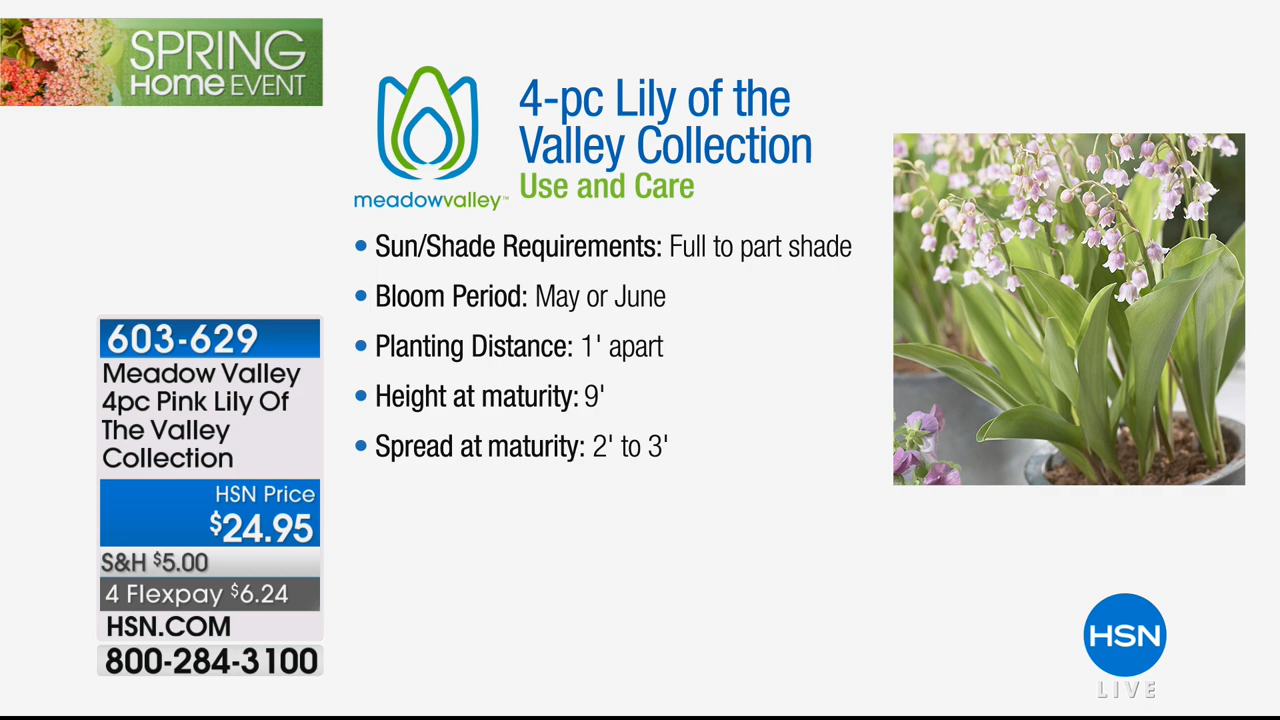 SPRING
HOME EVENT
meadowvalley™
4-pc Lily of the
Valley Collection
Use and Care
• Sun/Shade Requirements: Full to part shade
• Bloom Period: May or June
• Planting Distance: 1' apart
• Height at maturity: 9'
• Spread at maturity: 2' to 3'
603-629
Meadow Valley
4pc Pink Lily Of
The Valley
Collection
HSN Price
$24.95
S&H $5.00
4 Flexpay $6.24
HSN.COM
800-284-3100
HSN
LIVE